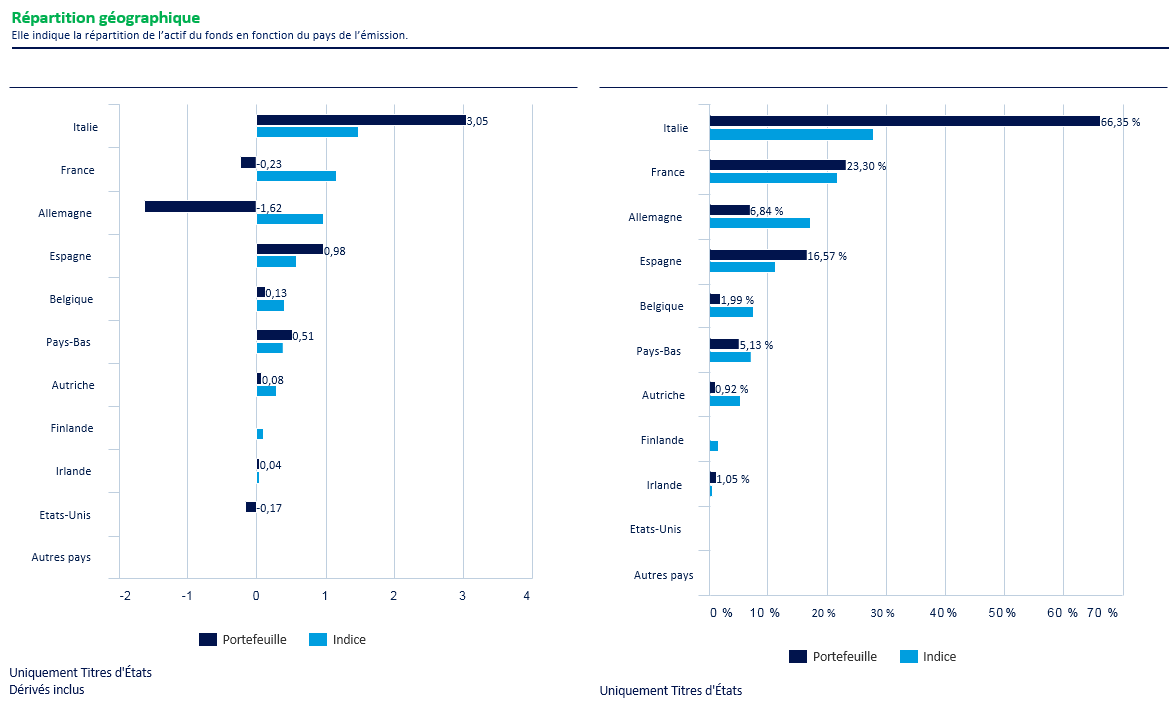 Répartition géographique
Elle indique la répartition de l'actif du fonds en fonction du pays de l'émission.
Italie 3,05
France -0,23
Allemagne -1,62
Espagne 0,98
Belgique 0,13
Pays-Bas 0,51
Autriche 0,08
Finlande
Irlande 0,04
Etats-Unis -0,17
Autres pays
-2 -1 0 1 2 3 4
Portefeuille Indice
Uniquement Titres d'États
Dérivés inclus
Italie 66,35 %
France 23,30 %
Allemagne 6,84 %
Espagne 16,57 %
Belgique 1,99 %
Pays-Bas 5,13 %
Autriche 0,92 %
Finlande
Irlande 1,05 %
Etats-Unis
Autres pays
0 % 10 % 20 % 30 % 40 % 50 % 60 % 70 %
Portefeuille Indice
Uniquement Titres d'États